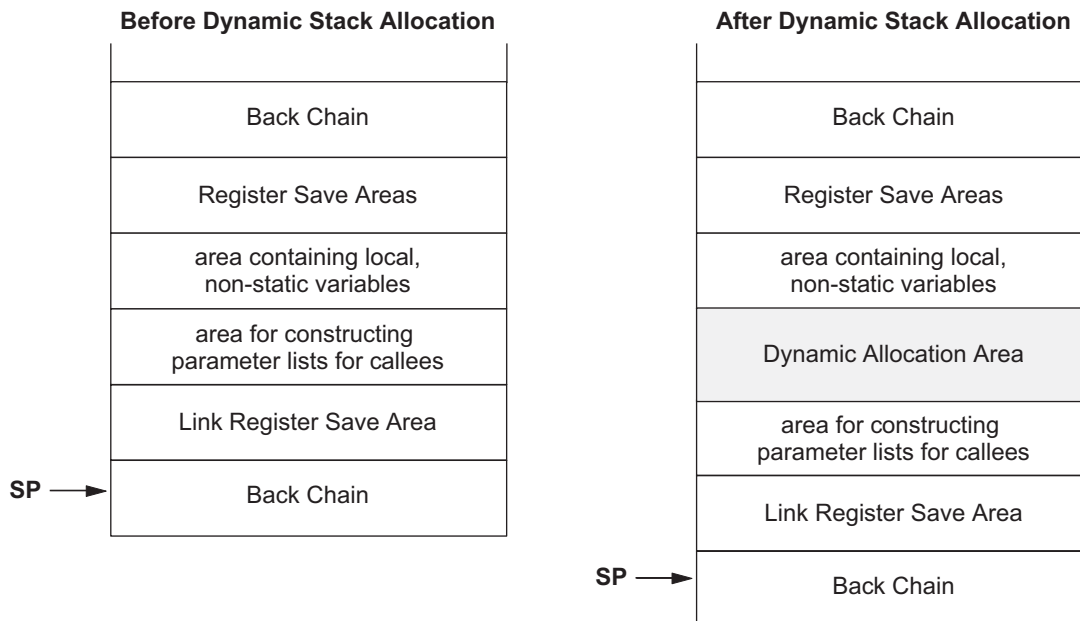 Before Dynamic Stack Allocation
Back Chain
Register Save Areas
area containing local,
non-static variables
area for constructing
parameter lists for callees
Link Register Save Area
SP
Back Chain
After Dynamic Stack Allocation
Back Chain
Register Save Areas
area containing local,
non-static variables
Dynamic Allocation Area
area for constructing
parameter lists for callees
Link Register Save Area
SP
Back Chain